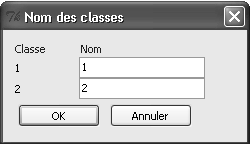 Nom des classes
Classe Nom
1 1
2 2
OK Annuler